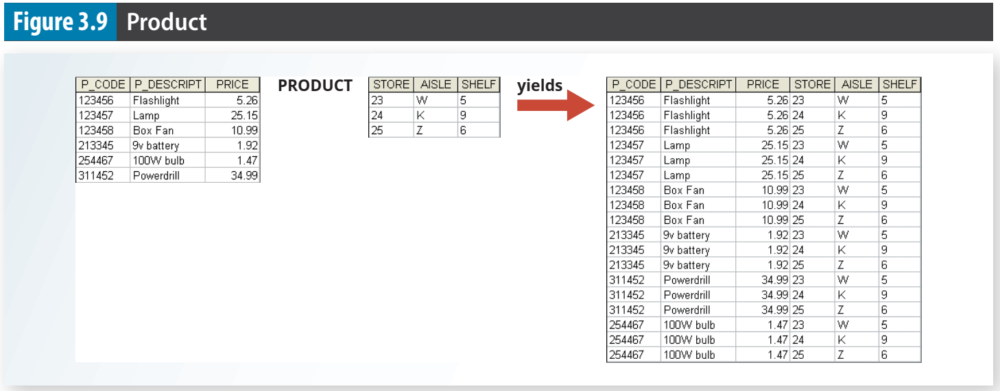 Figure 3.9 Product
P_CODE P_DESCRIPT PRICE
123456 Flashlight 5.26
123457 Lamp 25.15
123458 Box Fan 10.99
213345 9v battery 1.92
254467 100W bulb 1.47
311452 Powerdrill 34.99
PRODUCT
STORE AISLE SHELF
23 W 5
24 K 9
25 Z 6
yields
P_CODE P_DESCRIPT PRICE STORE AISLE SHELF
123456 Flashlight 5.26 23 W 5
123456 Flashlight 5.26 24 K 9
123456 Flashlight 5.26 25 Z 6
123457 Lamp 25.15 23 W 5
123457 Lamp 25.15 24 K 9
123457 Lamp 25.15 25 Z 6
123458 Box Fan 10.99 23 W 5
123458 Box Fan 10.99 24 K 9
123458 Box Fan 10.99 25 Z 6
213345 9v battery 1.92 23 W 5
213345 9v battery 1.92 24 K 9
213345 9v battery 1.92 25 Z 6
311452 Powerdrill 34.99 23 W 5
311452 Powerdrill 34.99 24 K 9
311452 Powerdrill 34.99 25 Z 6
254467 100W bulb 1.47 23 W 5
254467 100W bulb 1.47 24 K 9
254467 100W bulb 1.47 25 Z 6